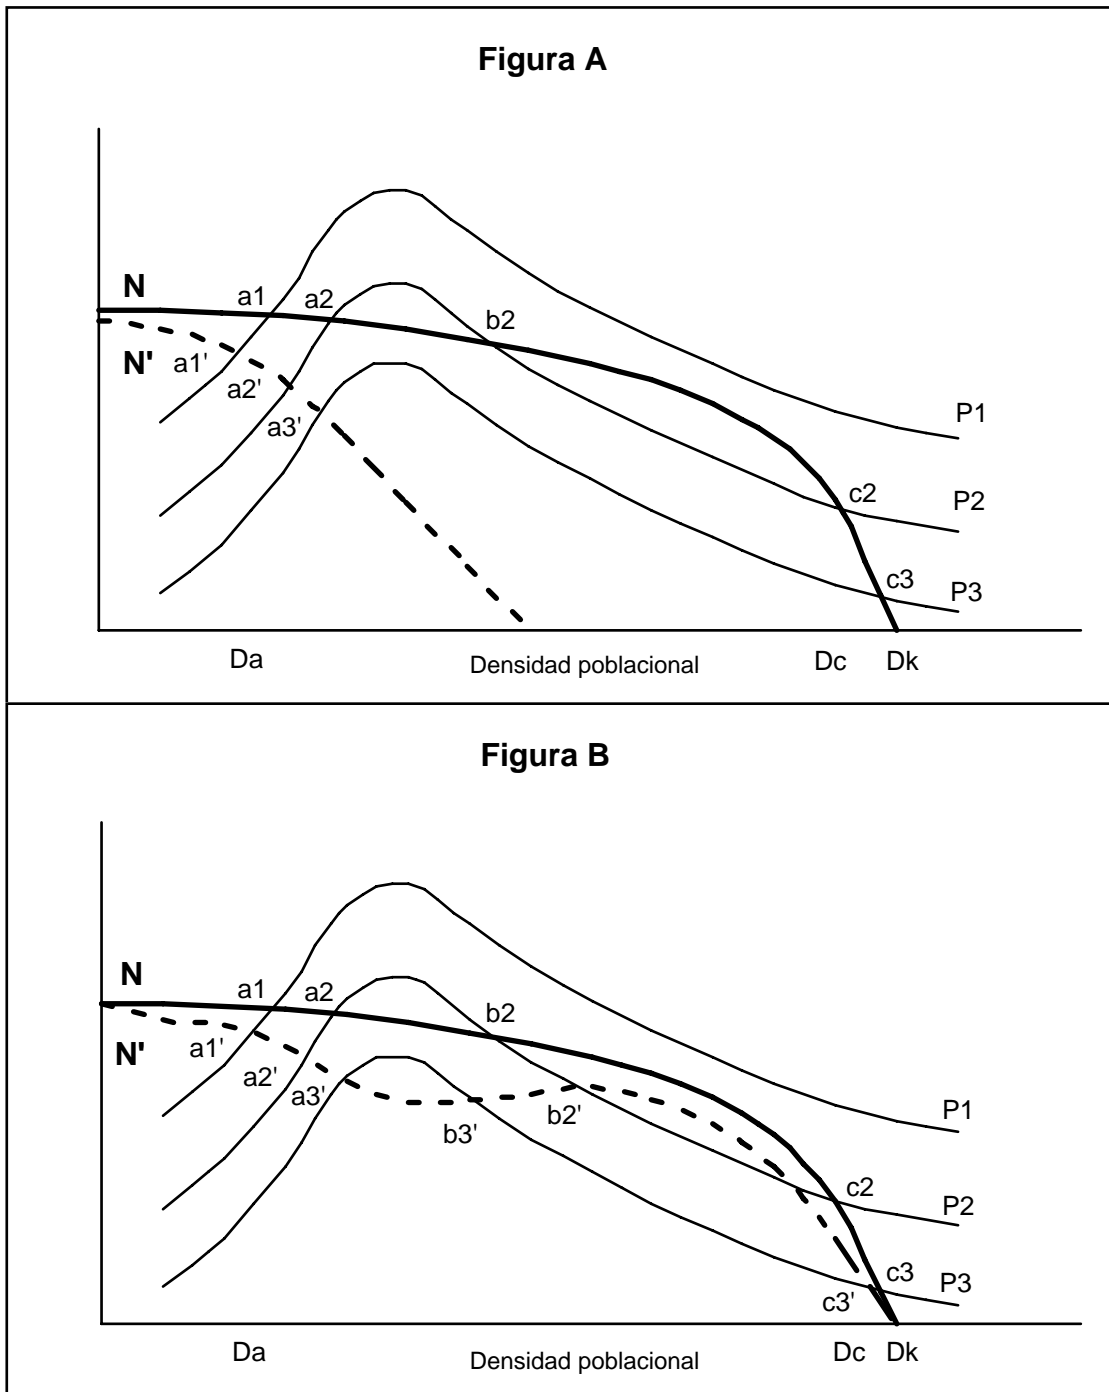 Figura A
N
a1
a2
b2
N'
a1'
a2'
a3'
P1
c2
P2
c3
P3
Da
Densidad poblacional
Dc
Dk
Figura B
N
a1
a2
b2
N'
a1'
a2'
a3'
b3'
b2'
P1
c2
P2
c3
P3
c3'
Da
Densidad poblacional
Dc
Dk